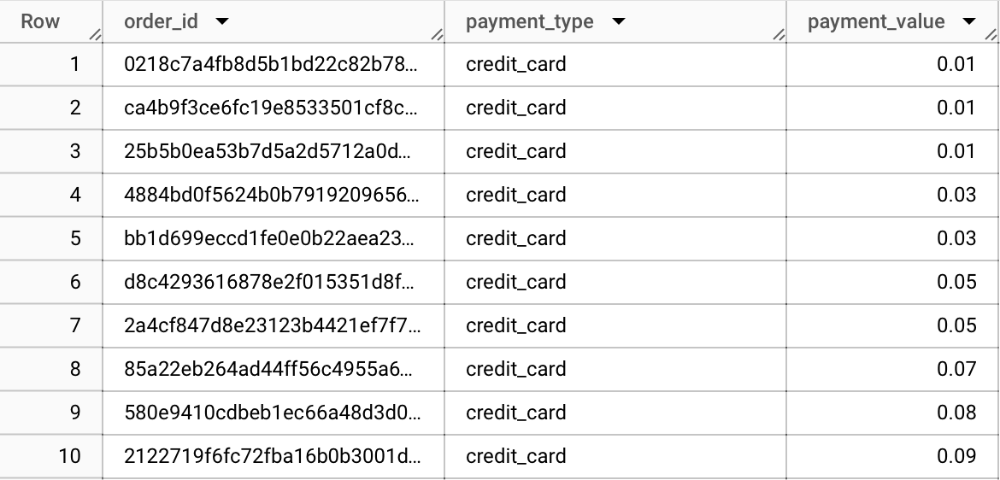 Row order_id payment_type payment_value
1 0218c7a4fb8d5b1bd22c82b78... credit_card 0.01
2 ca4b9f3ce6fc19e8533501cf8c... credit_card 0.01
3 25b5b0ea53b7d5a2d5712a0d... credit_card 0.01
4 4884bd0f5624b0b7919209656... credit_card 0.03
5 bb1d699eccd1fe0e0b22aea23... credit_card 0.03
6 d8c4293616878e2f015351d8f... credit_card 0.05
7 2a4cf847d8e23123b4421ef7f7... credit_card 0.05
8 85a22eb264ad44ff56c4955a6... credit_card 0.07
9 580e9410cdbeb1ec66a48d3d0... credit_card 0.08
10 2122719f6fc72fba16b0b3001d... credit_card 0.09